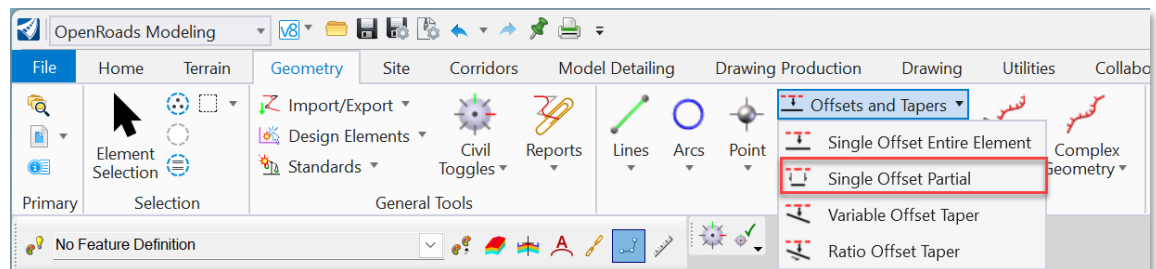 OpenRoads Modeling
V8
File Home Terrain Geometry Site Corridors Model Detailing Drawing Production Drawing Utilities Collabo
Import/Export
Design Elements
Standards
Element
Selection
Civil
Toggles
Reports
Lines
Arcs
Point
Offsets and Tapers
Single Offset Entire Element
Single Offset Partial
Variable Offset Taper
Ratio Offset Taper
Complex
Geometry
Primary Selection General Tools
No Feature Definition